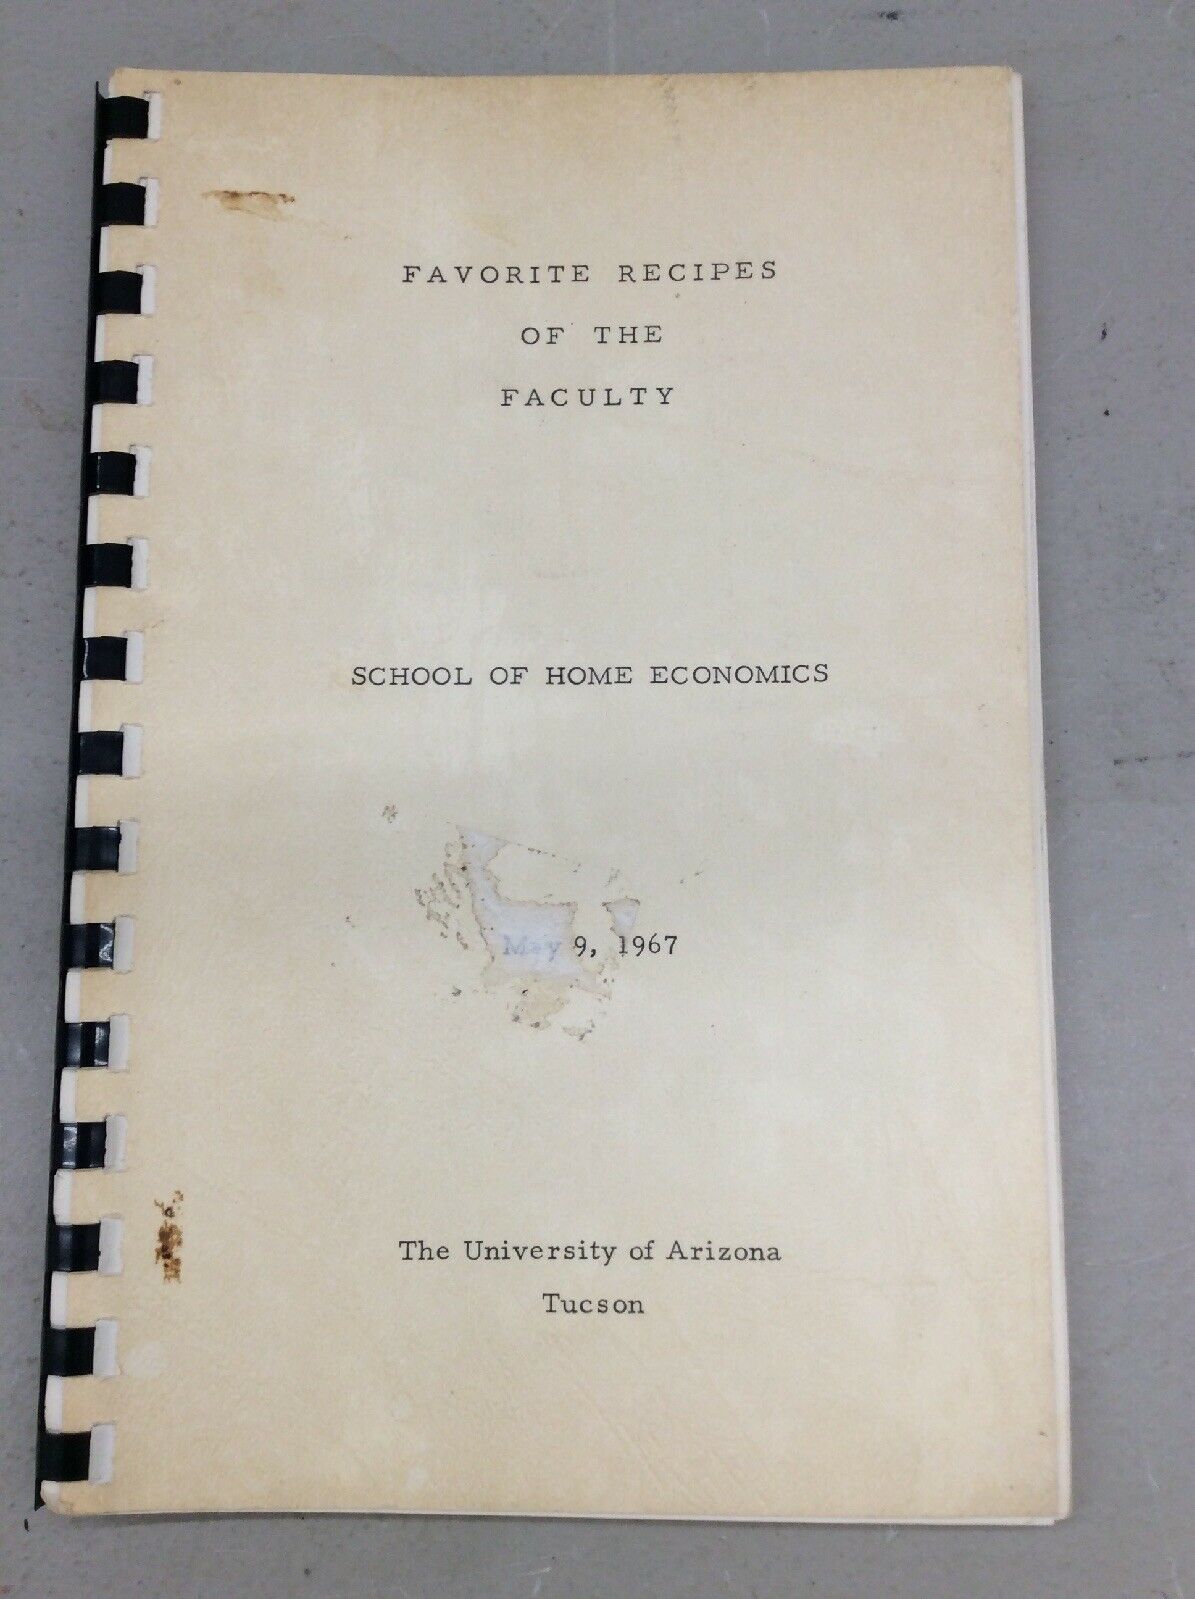 FAVORITE RECIPES
OF THE
FACULTY
SCHOOL OF HOME ECONOMICS
May 9, 1967
The University of Arizona
Tucson